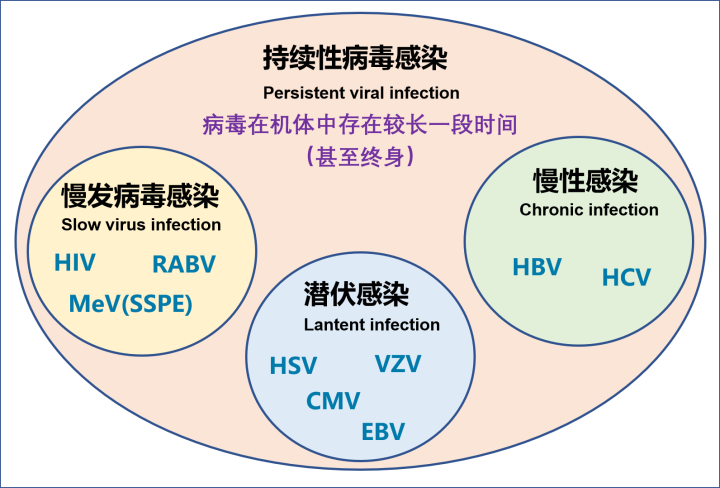 持续性病毒感染
Persistent viral infection
病毒在机体中存在较长一段时间
（甚至终身）
慢发病毒感染
Slow virus infection
HIV
RABV
MeV(SSPE)
潜伏感染
Lantent infection
HSV
VZV
CMV
EBV
慢性感染
Chronic infection
HBV
HCV